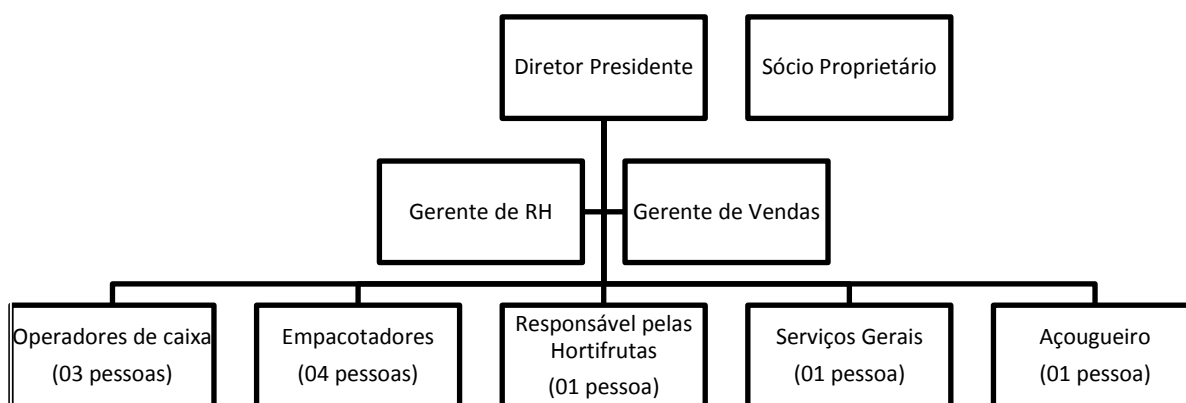 Diretor Presidente
Sócio Proprietário
Gerente de RH
Gerente de Vendas
Operadores de caixa
(03 pessoas)
Empacotadores
(04 pessoas)
Responsável pelas
Hortifrutas
(01 pessoa)
Serviços Gerais
(01 pessoa)
Açougueiro
(01 pessoa)